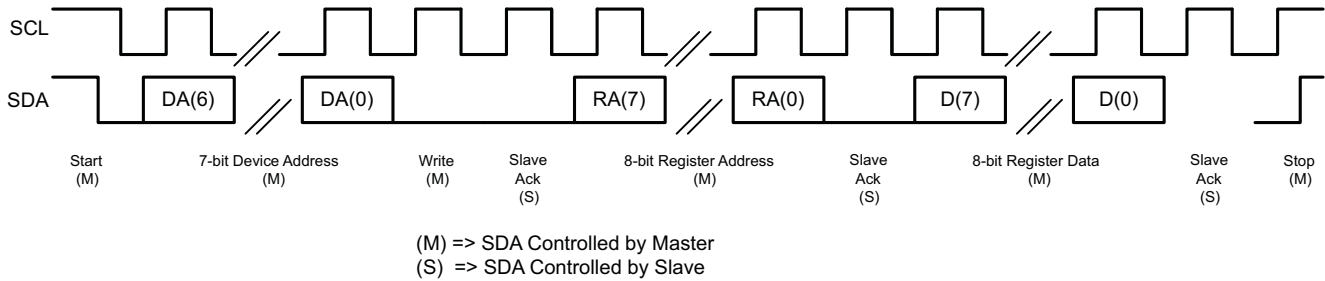 SCL
SDA
DA(6)
DA(0)
RA(7)
RA(0)
D(7)
D(0)
Start
(M)
7-bit Device Address
(M)
Write
(M)
Slave
Ack
(S)
8-bit Register Address
(M)
Slave
Ack
(S)
8-bit Register Data
(M)
Slave
Ack
(S)
Stop
(M)
(M) => SDA Controlled by Master
(S) => SDA Controlled by Slave